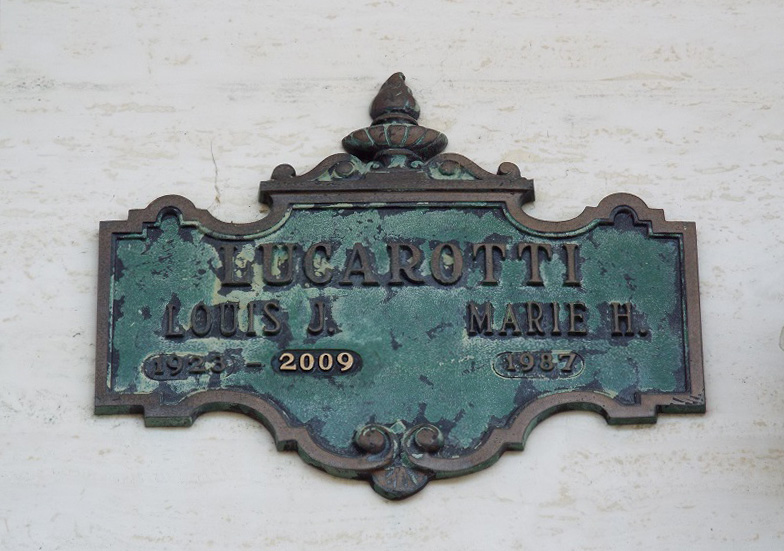 LUCAROTTI
LOUIS J. MARIE H.
1923 - 2009 1987